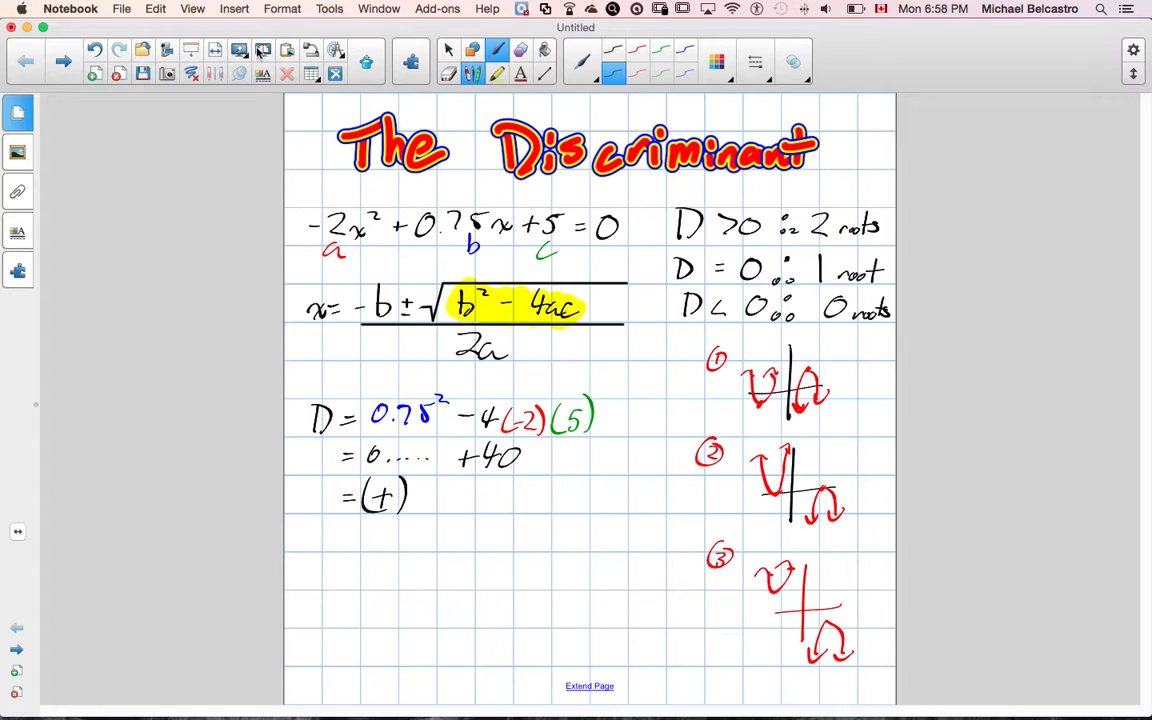 Notebook File Edit View Insert Format Tools Window Add-ons Help Mon 6:58 PM Michael Belcastro
Untitled
The Discriminant
-2x² + 0.75x + 5 = 0
a b c
x = -b ± √b² - 4ac
2a
D = 0.75² - 4(-2)(5)
= 0..... +40
= (+)
D > 0 ∴ 2 roots
D = 0 ∴ 1 root
D < 0 ∴ 0 roots
①
②
③
Extend Page